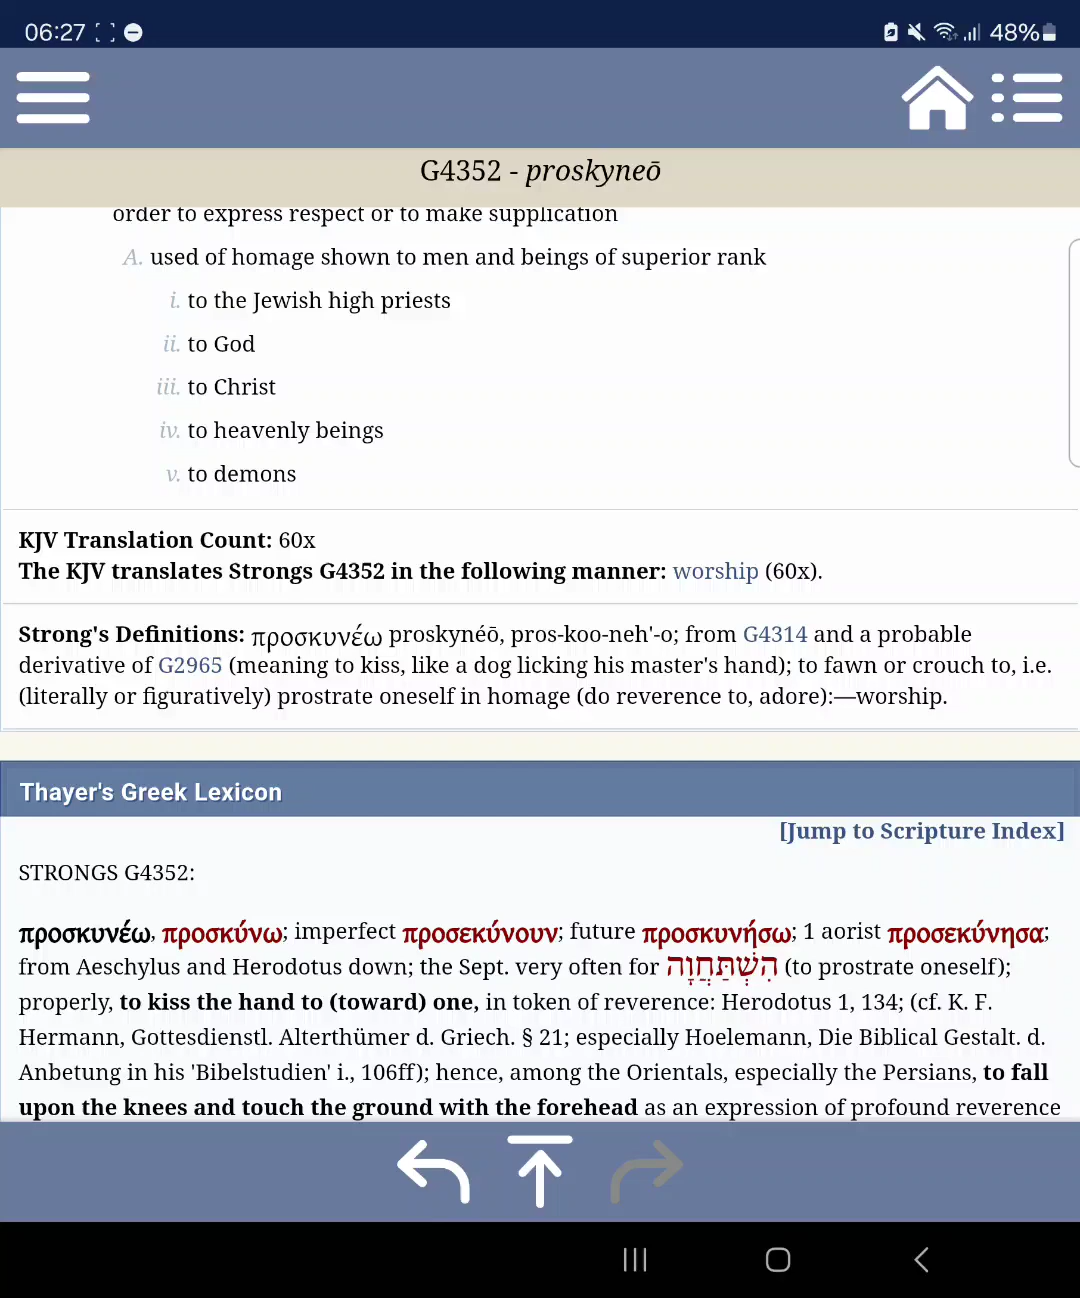 06:27
48%
G4352 - proskyneō
order to express respect or to make supplication
A. used of homage shown to men and beings of superior rank
i. to the Jewish high priests
ii. to God
iii. to Christ
iv. to heavenly beings
v. to demons
KJV Translation Count: 60x
The KJV translates Strongs G4352 in the following manner: worship (60x).
Strong's Definitions: προσκυνέω proskynéō, pros-koo-neh'-o; from G4314 and a probable
derivative of G2965 (meaning to kiss, like a dog licking his master's hand); to fawn or crouch to, i.e.
(literally or figuratively) prostrate oneself in homage (do reverence to, adore):—worship.
Thayer's Greek Lexicon
[Jump to Scripture Index]
STRONGS G4352:
προσκυνέω, προσκύνω; imperfect προσεκύνουν; future προσκυνήσω; 1 aorist προσεκύνησα;
from Aeschylus and Herodotus down; the Sept. very often for הִשְׁתַּחֲוָה (to prostrate oneself);
properly, to kiss the hand to (toward) one, in token of reverence: Herodotus 1, 134; (cf. K. F.
Hermann, Gottesdienstl. Alterthümer d. Griech. § 21; especially Hoelemann, Die Biblical Gestalt. d.
Anbetung in his 'Bibelstudien' i., 106ff); hence, among the Orientals, especially the Persians, to fall
upon the knees and touch the ground with the forehead as an expression of profound reverence